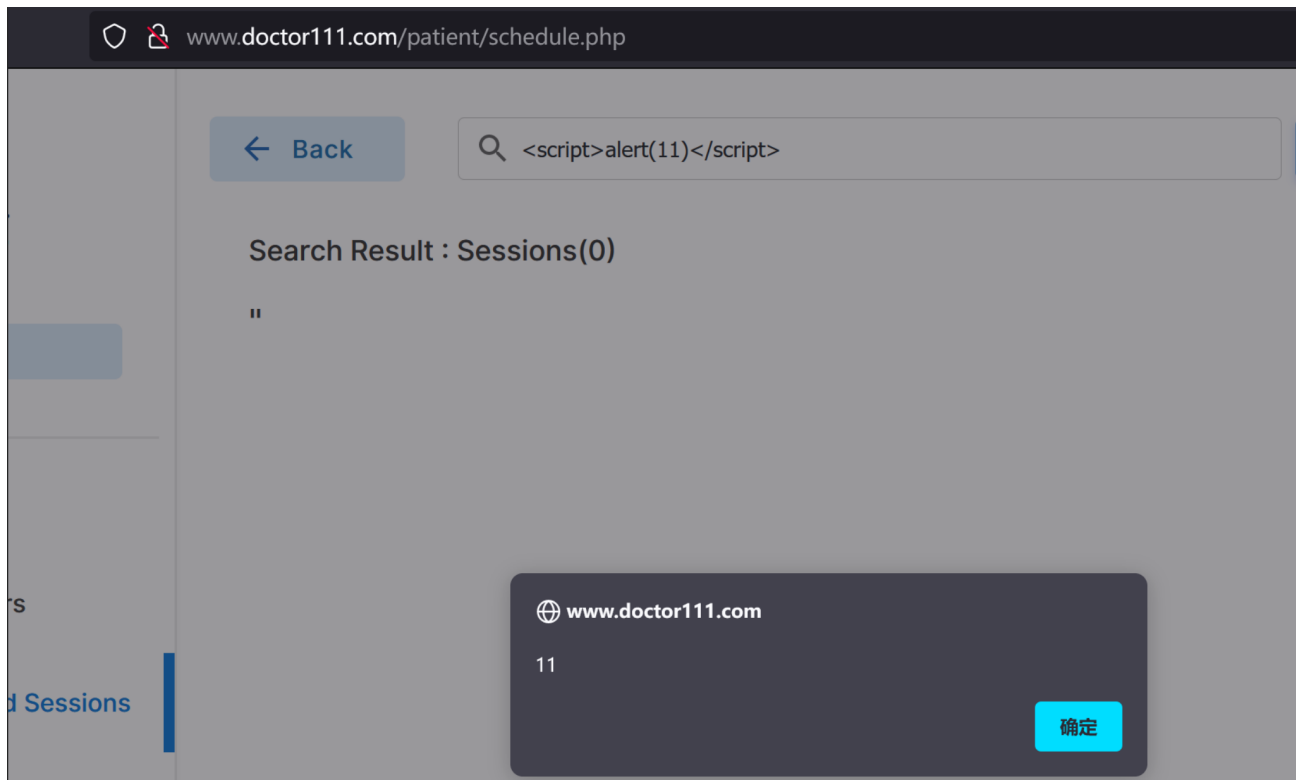 www.doctor111.com/patient/schedule.php
Back
<script>alert(11)</script>
Search Result : Sessions(0)
"
rs
d Sessions
www.doctor111.com
11
确定